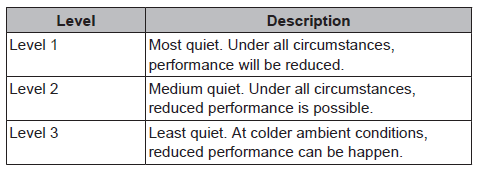 Level Description
Level 1 Most quiet. Under all circumstances,
performance will be reduced.
Level 2 Medium quiet. Under all circumstances,
reduced performance is possible.
Level 3 Least quiet. At colder ambient conditions,
reduced performance can be happen.